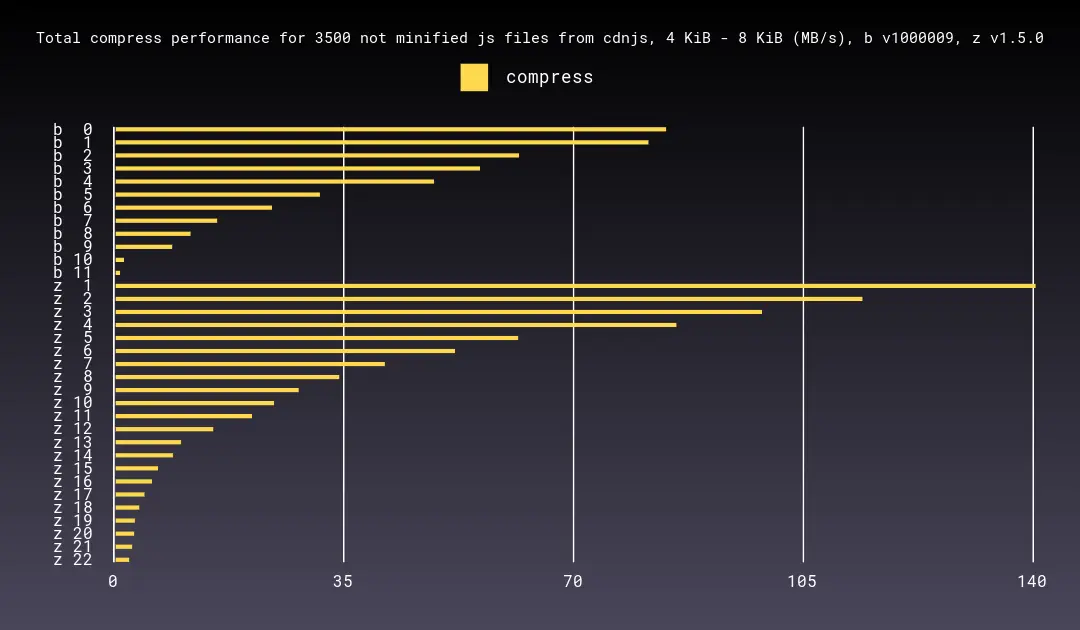 Total compress performance for 3500 not minified js files from cdnjs, 4 KiB - 8 KiB (MB/s), b v1000009, z v1.5.0
compress
b 0
b 1
b 2
b 3
b 4
b 5
b 6
b 7
b 8
b 9
b 10
b 11
z 1
z 2
z 3
z 4
z 5
z 6
z 7
z 8
z 9
z 10
z 11
z 12
z 13
z 14
z 15
z 16
z 17
z 18
z 19
z 20
z 21
z 22
0 35 70 105 140